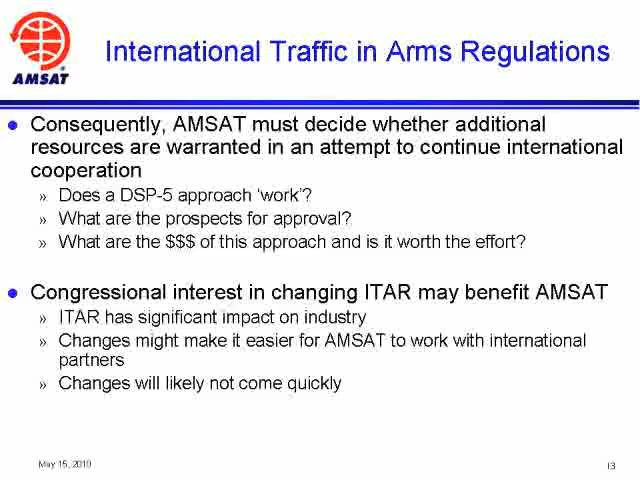 International Traffic in Arms Regulations
AMSAT
Consequently, AMSAT must decide whether additional
resources are warranted in an attempt to continue international
cooperation
» Does a DSP-5 approach ‘work’?
» What are the prospects for approval?
» What are the $$$ of this approach and is it worth the effort?
Congressional interest in changing ITAR may benefit AMSAT
» ITAR has significant impact on industry
» Changes might make it easier for AMSAT to work with international
partners
» Changes will likely not come quickly
May 15, 2010
13